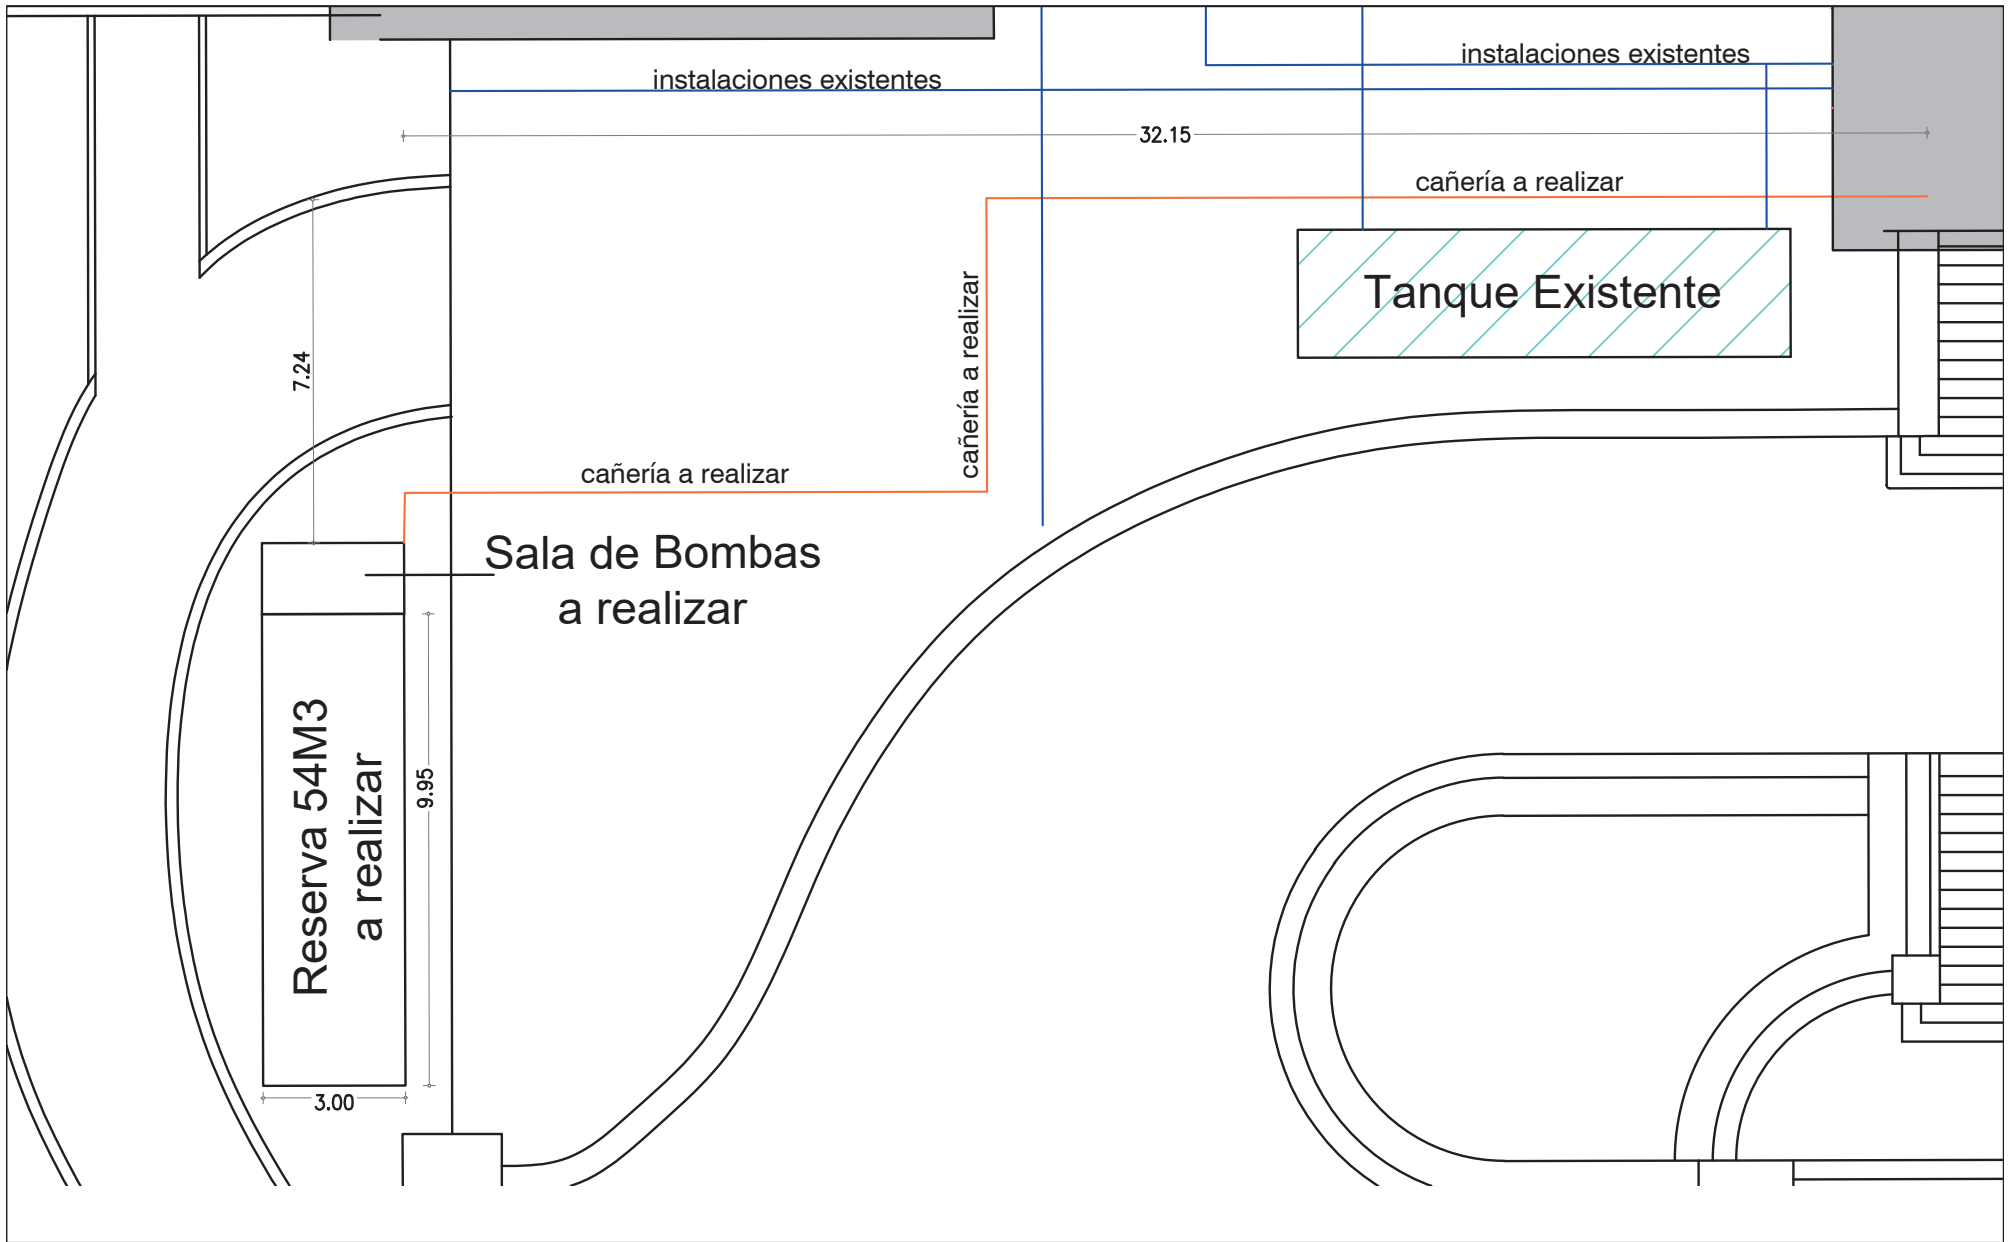 instalaciones existentes
instalaciones existentes
32.15
cañería a realizar
cañería a realizar
Tanque Existente
7.24
cañería a realizar
Sala de Bombas
a realizar
Reserva 54M3
a realizar
9.95
3.00